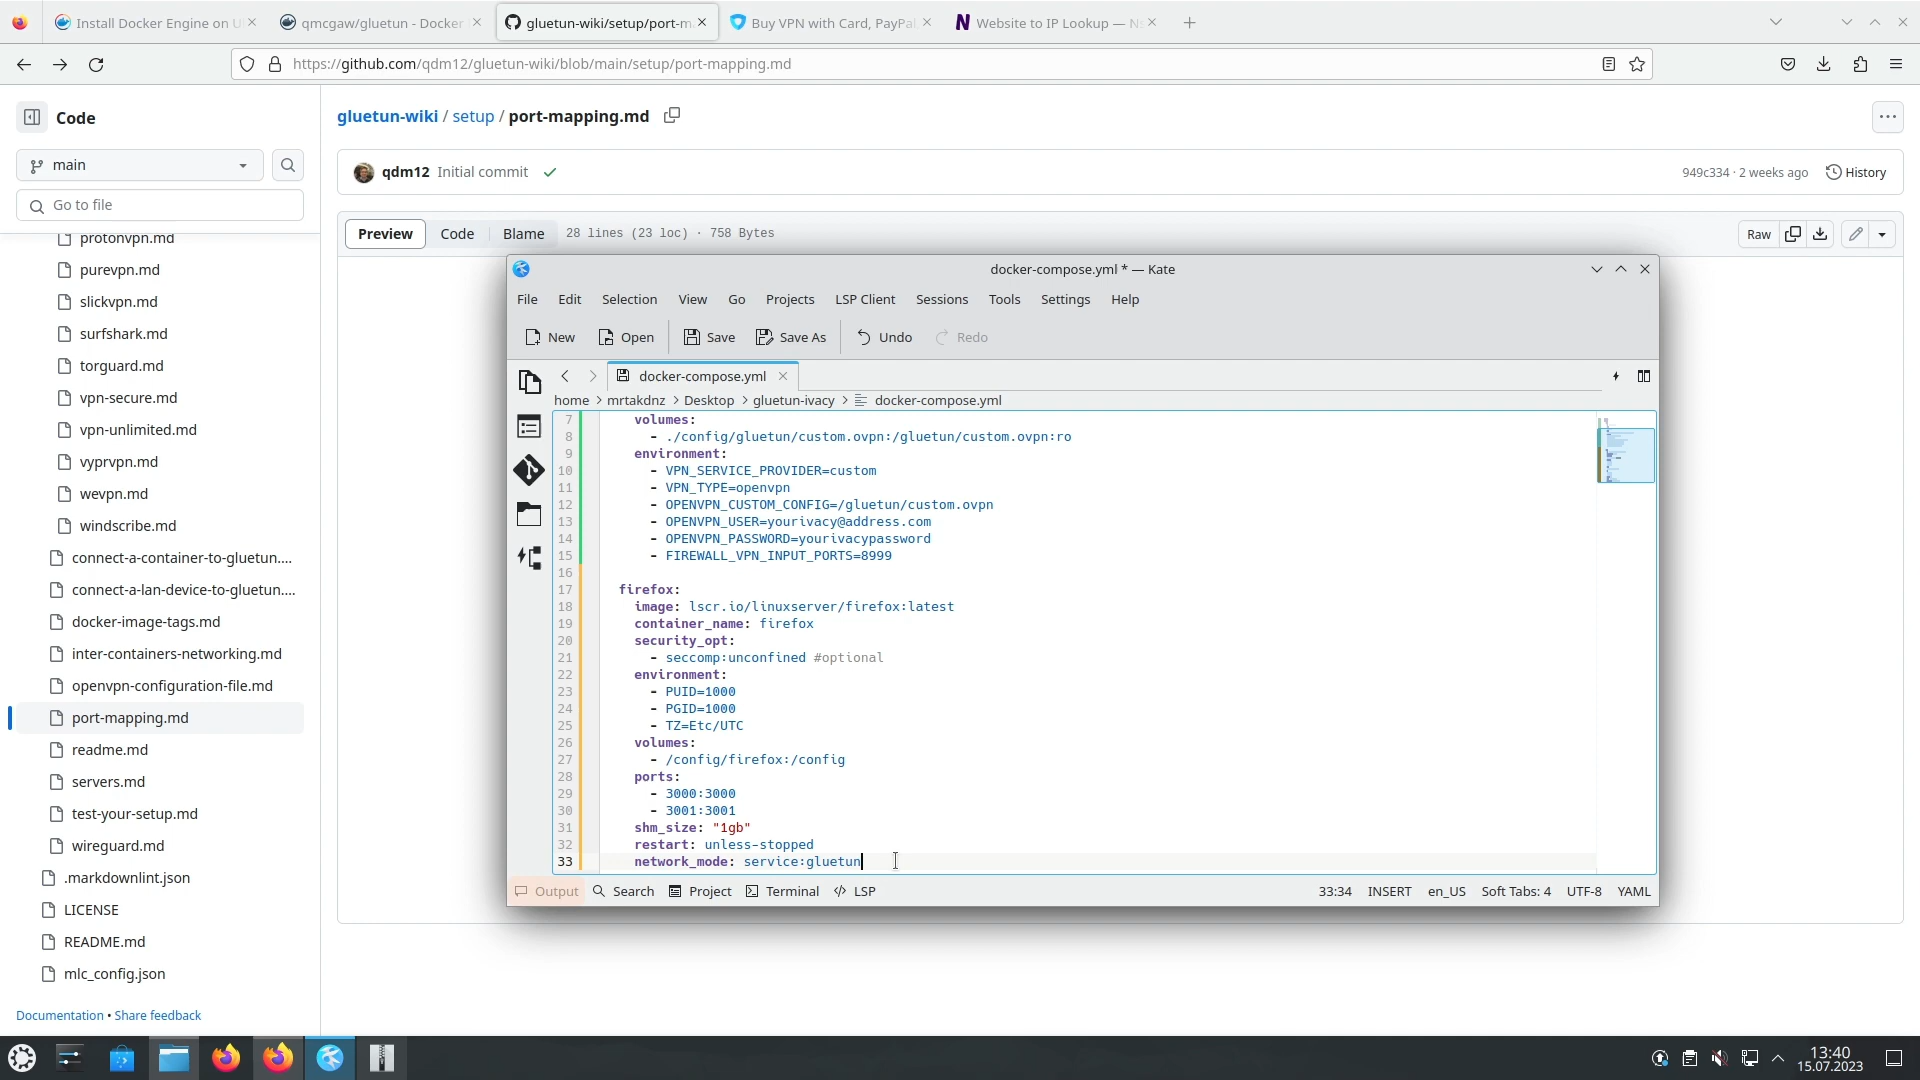 Install Docker Engine on U
qmcgaw/gluetun - Docker
gluetun-wiki/setup/port-m
Buy VPN with Card, PayPal
Website to IP Lookup — Ns
https://github.com/qdm12/gluetun-wiki/blob/main/setup/port-mapping.md
Code
gluetun-wiki / setup / port-mapping.md
main
qdm12 Initial commit
949c334 · 2 weeks ago
History
Go to file
Preview
Code
Blame
28 lines (23 loc) · 758 Bytes
Raw
protonvpn.md
purevpn.md
slickvpn.md
surfshark.md
torguard.md
vpn-secure.md
vpn-unlimited.md
vyprvpn.md
wevpn.md
windscribe.md
connect-a-container-to-gluetun....
connect-a-lan-device-to-gluetun....
docker-image-tags.md
inter-containers-networking.md
openvpn-configuration-file.md
port-mapping.md
readme.md
servers.md
test-your-setup.md
wireguard.md
.markdownlint.json
LICENSE
README.md
mlc_config.json
Documentation • Share feedback
docker-compose.yml * — Kate
File Edit Selection View Go Projects LSP Client Sessions Tools Settings Help
New Open Save Save As Undo Redo
docker-compose.yml
home > mrtakdnz > Desktop > gluetun-ivacy > docker-compose.yml
7 volumes:
8 - ./config/gluetun/custom.ovpn:/gluetun/custom.ovpn:ro
9 environment:
10 - VPN_SERVICE_PROVIDER=custom
11 - VPN_TYPE=openvpn
12 - OPENVPN_CUSTOM_CONFIG=/gluetun/custom.ovpn
13 - OPENVPN_USER=yourivacy@address.com
14 - OPENVPN_PASSWORD=yourivacypassword
15 - FIREWALL_VPN_INPUT_PORTS=8999
16
17 firefox:
18 image: lscr.io/linuxserver/firefox:latest
19 container_name: firefox
20 security_opt:
21 - seccomp:unconfined #optional
22 environment:
23 - PUID=1000
24 - PGID=1000
25 - TZ=Etc/UTC
26 volumes:
27 - /config/firefox:/config
28 ports:
29 - 3000:3000
30 - 3001:3001
31 shm_size: "1gb"
32 restart: unless-stopped
33 network_mode: service:gluetun
Output Search Project Terminal LSP
33:34 INSERT en_US Soft Tabs: 4 UTF-8 YAML
13:40
15.07.2023